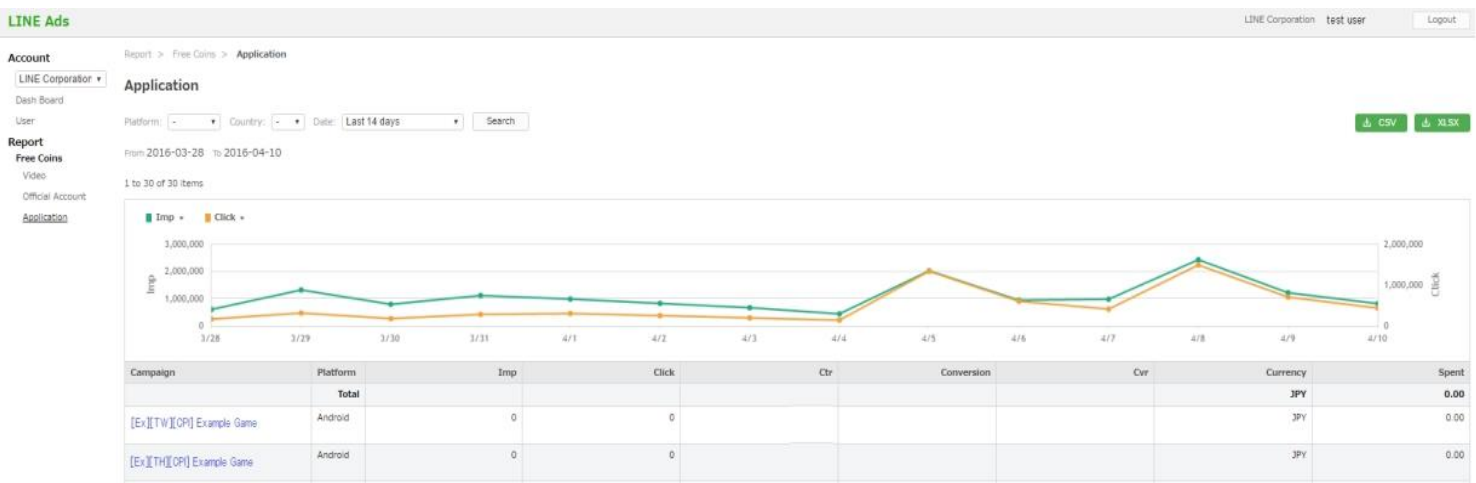 LINE Ads
LINE Corporation test user Logout
Account
LINE Corporation
Dash Board
User
Report
Free Coins
Video
Official Account
Application
Report > Free Coins > Application
Application
Platform: - Country: - Date: Last 14 days Search
CSV XLSX
From 2016-03-28 To 2016-04-10
1 to 30 of 30 items
Imp Click
3,000,000
2,000,000
1,000,000
0
Imp
2,000,000
1,000,000
0
Click
3/28 3/29 3/30 3/31 4/1 4/2 4/3 4/4 4/5 4/6 4/7 4/8 4/9 4/10
Campaign Platform Imp Click Ctr Conversion Cvr Currency Spent
Total JPY 0.00
[Ex][TW][CPI] Example Game Android 0 0 JPY 0.00
[Ex][TH][CPI] Example Game Android 0 0 JPY 0.00